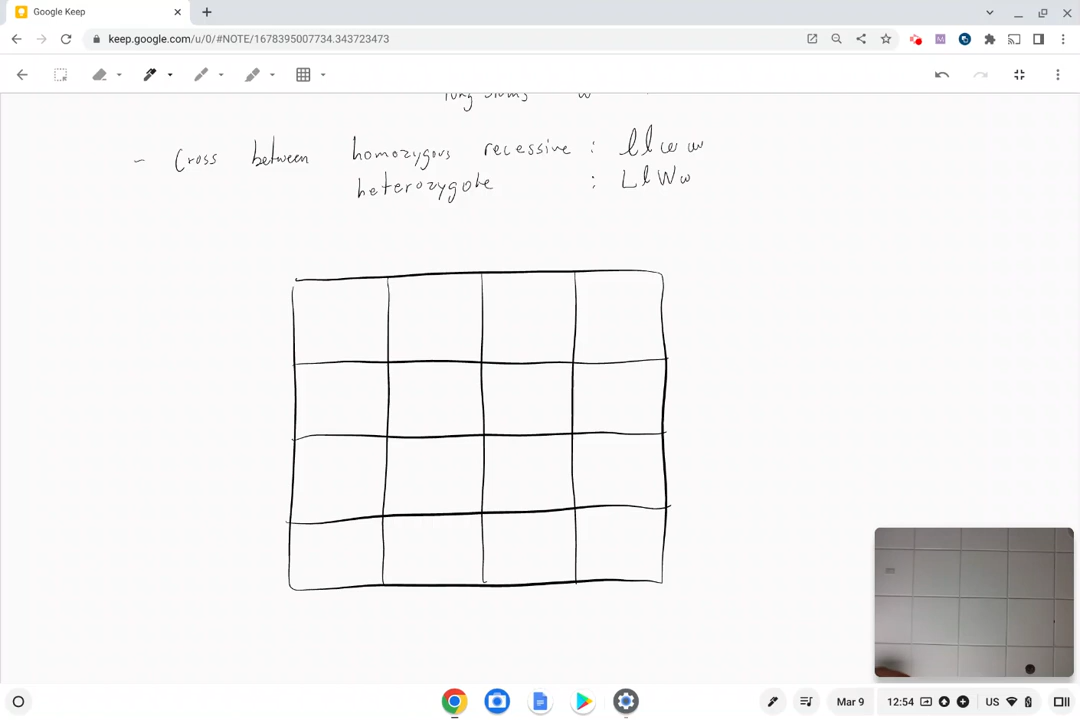 Google Keep
keep.google.com/u/0/#NOTE/1678395007734.343723473
- Cross between homozygous recessive : llww
heterozygote : LlWw
Mar 9 12:54 US